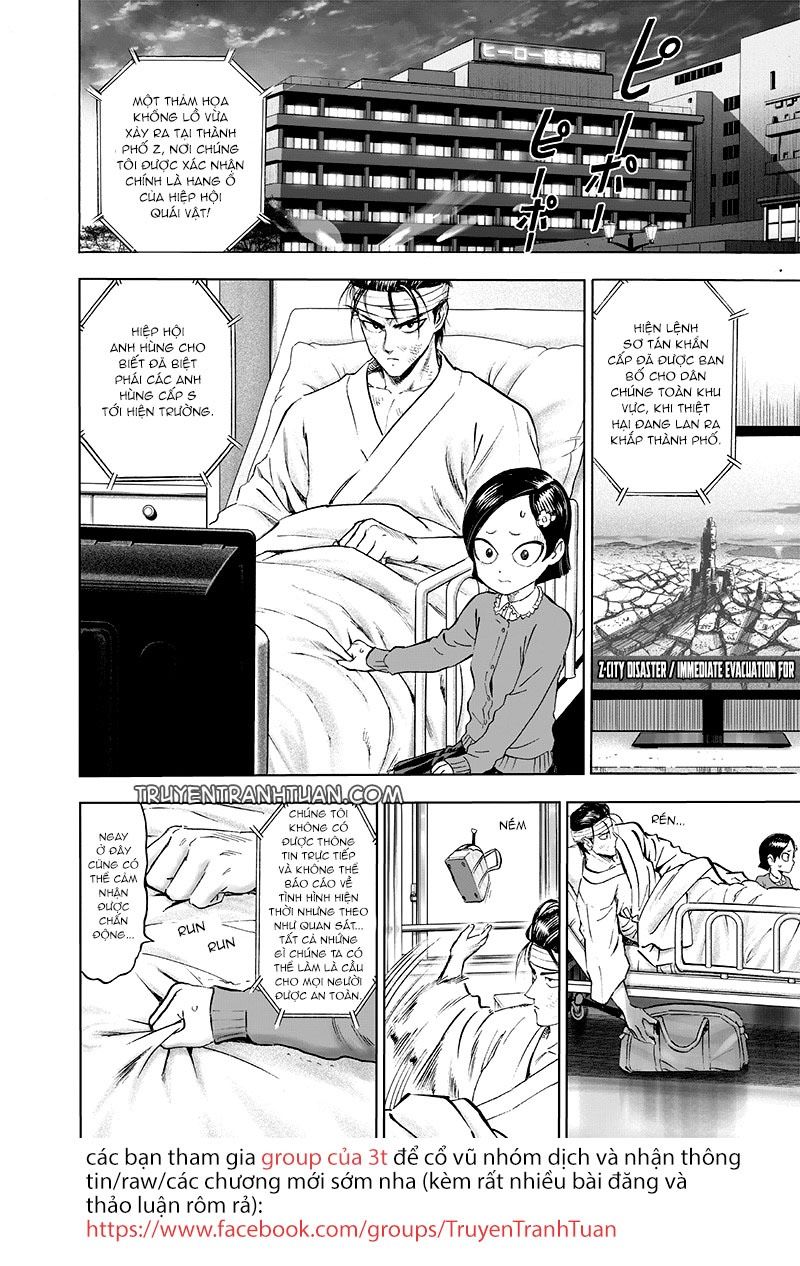 ヒーロー協会病院
MỘT THẢM HỌA
KHỔNG LỒ VỪA
XẢY RA TẠI THÀNH
PHỐ Z, NƠI CHÚNG
TÔI ĐƯỢC XÁC NHẬN
CHÍNH LÀ HANG Ổ
CỦA HIỆP HỘI
QUÁI VẬT!
ピーポー
ピーポー
HIỆP HỘI
ANH HÙNG CHO
BIẾT ĐÃ BIỆT
PHÁI CÁC ANH
HÙNG CẤP S
TỚI HIỆN TRƯỜNG.
HIỆN LỆNH
SƠ TÁN KHẨN
CẤP ĐÃ ĐƯỢC BAN
BỐ CHO DÂN
CHÚNG TOÀN KHU
VỰC, KHI THIỆT
HẠI ĐANG LAN RA
KHẮP THÀNH PHỐ.
Z-CITY DISASTER / IMMEDIATE EVACUATION FOR
TRUYENTRANHTUAN.COM
NGAY
Ở ĐÂY
CŨNG CÓ
THỂ CẢM
NHẬN
ĐƯỢC
CHẤN
ĐỘNG...
RUN
RUN
CHÚNG TÔI
KHÔNG CÓ
ĐƯỢC THÔNG
TIN TRỰC TIẾP
VÀ KHÔNG THỂ
BÁO CÁO VỀ
TÌNH HÌNH HIỆN
THỜI NHƯNG THEO
NHƯ QUAN SÁT...
TẤT CẢ NHỮNG
GÌ CHÚNG TA CÓ
THỂ LÀM LÀ CẦU
CHO MỌI NGƯỜI
ĐƯỢC AN TOÀN.
NÉM
RÉN...
các bạn tham gia group của 3t để cổ vũ nhóm dịch và nhận thông
tin/raw/các chương mới sớm nha (kèm rất nhiều bài đăng và
thảo luận rôm rả):
https://www.facebook.com/groups/TruyenTranhTuan